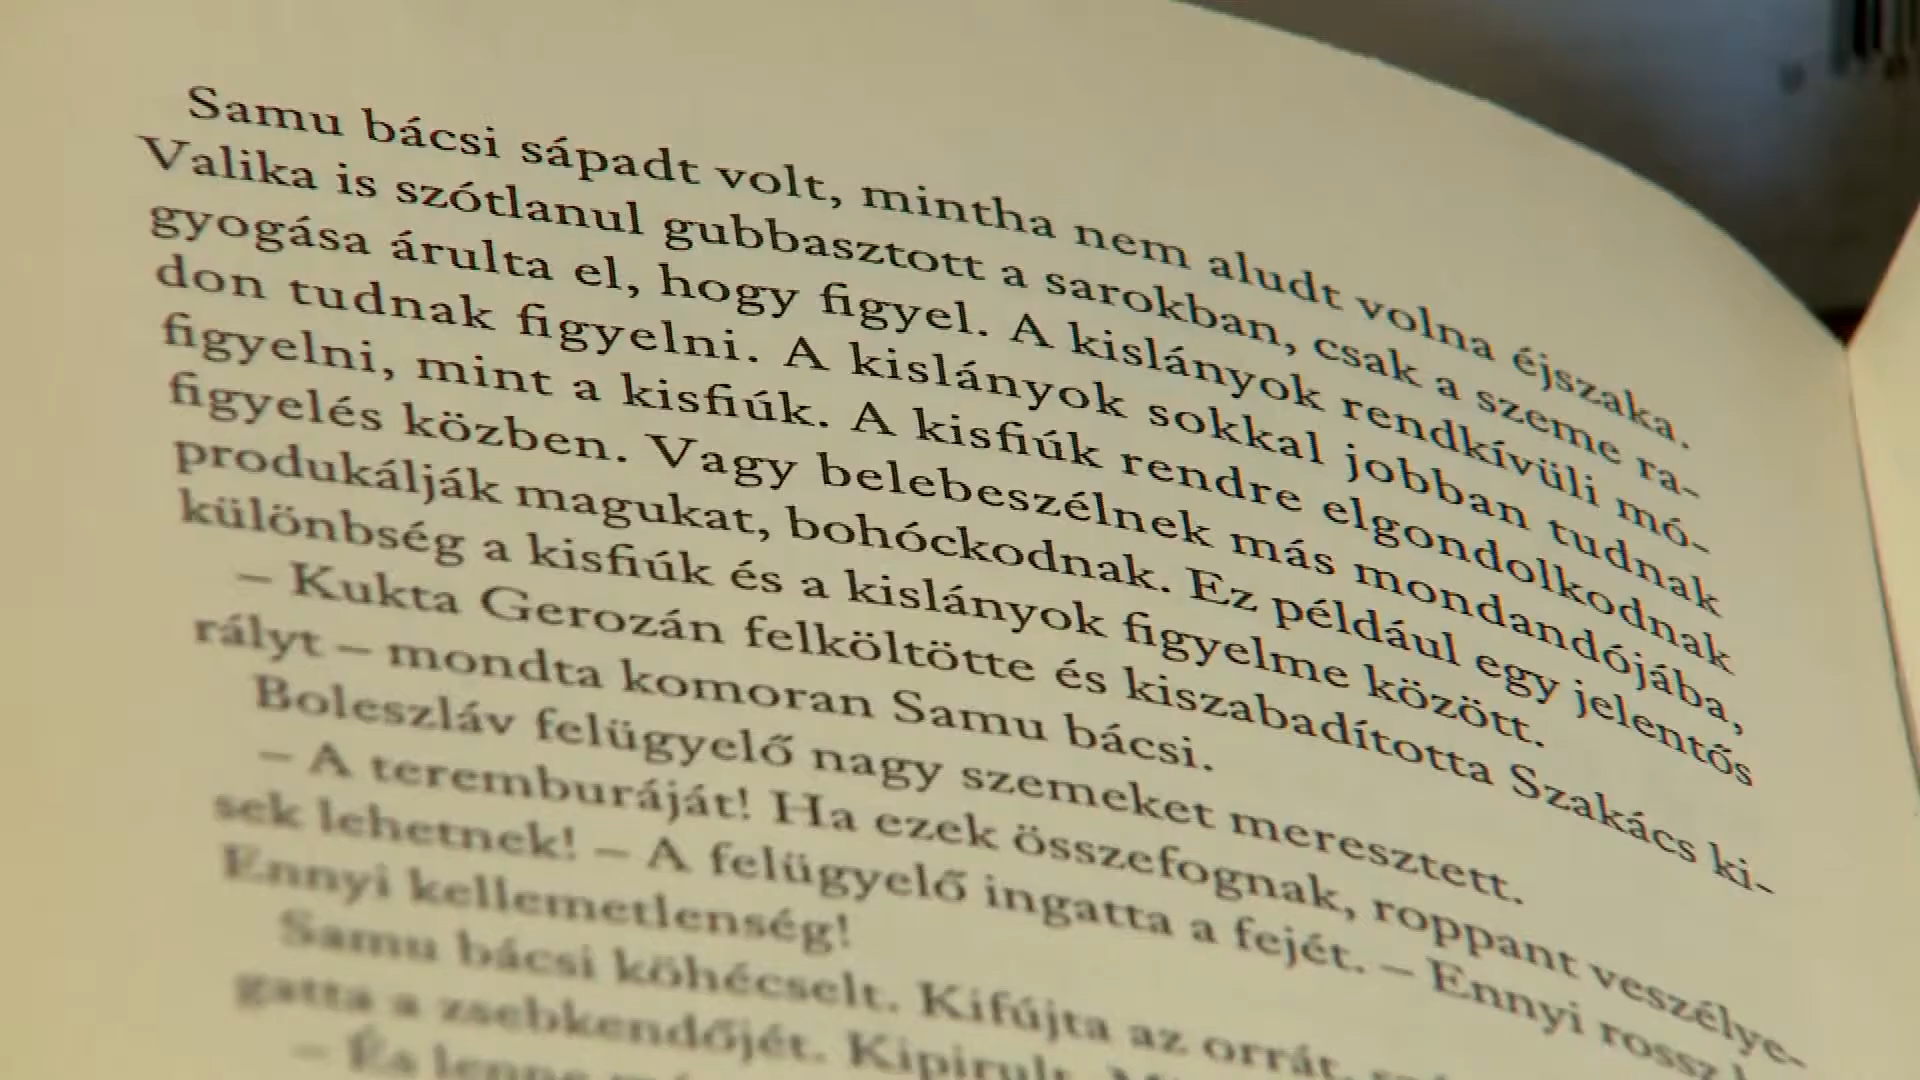 Samu bácsi sápadt volt, mintha nem aludt volna éjszaka.
Valika is szótlanul gubbasztott a sarokban, csak a szeme ra-
gyogása árulta el, hogy figyel. A kislányok rendkívüli mó-
don tudnak figyelni. A kislányok sokkal jobban tudnak
figyelni, mint a kisfiúk. A kisfiúk rendre elgondolkodnak
figyelés közben. Vagy belebeszélnek más mondandójába,
produkálják magukat, bohóckodnak. Ez például egy jelentős
különbség a kisfiúk és a kislányok figyelme között.
– Kukta Gerozán felköltötte és kiszabadította Szakács ki-
rályt – mondta komoran Samu bácsi.
Boleszláv felügyelő nagy szemeket meresztett.
– A teremburáját! Ha ezek összefognak, roppant veszélye-
sek lehetnek! – A felügyelő ingatta a fejét. – Ennyi rossz
Ennyi kellemetlenség!
Samu bácsi köhécselt. Kifújta az orrát,
gatta a zsebkendőjét. Kipirult.
– És lenne